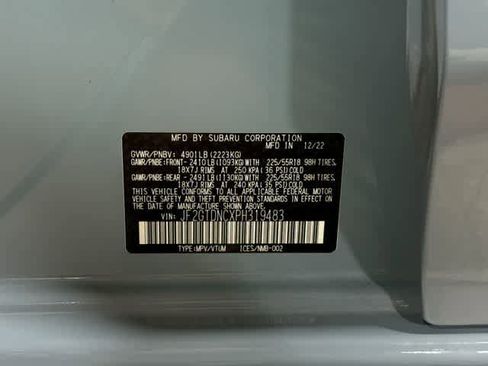 MFD BY SUBARU CORPORATION
MFD IN 12/22
GVWR/PNBV: 4901LB (2223KG)
GAWR/PNBE:FRONT- 2410LB (1093KG) WITH 225/55R18 98H TIRES,
18X7J RIMS AT 250 KPA (36 PSI) COLD.
GAWR/PNBE:REAR - 2491LB (1130KG) WITH 225/55R18 98H TIRES,
18X7J RIMS AT 240 KPA (35 PSI) COLD.
THIS VEHICLE CONFORMS TO ALL APPLICABLE FEDERAL MOTOR
VEHICLE SAFETY AND THEFT PREVENTION STANDARDS IN
EFFECT ON THE DATE OF MANUFACTURE SHOWN ABOVE.
VIN: JF2GTDNCXPH319483
TYPE:MPV/VTUM ICES/NMB-002